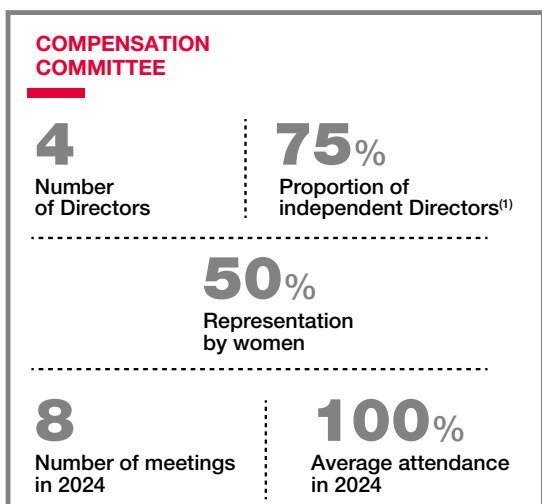 COMPENSATION
COMMITTEE
4
Number
of Directors
75%
Proportion of
independent Directors(1)
50%
Representation
by women
8
Number of meetings
in 2024
100%
Average attendance
in 2024